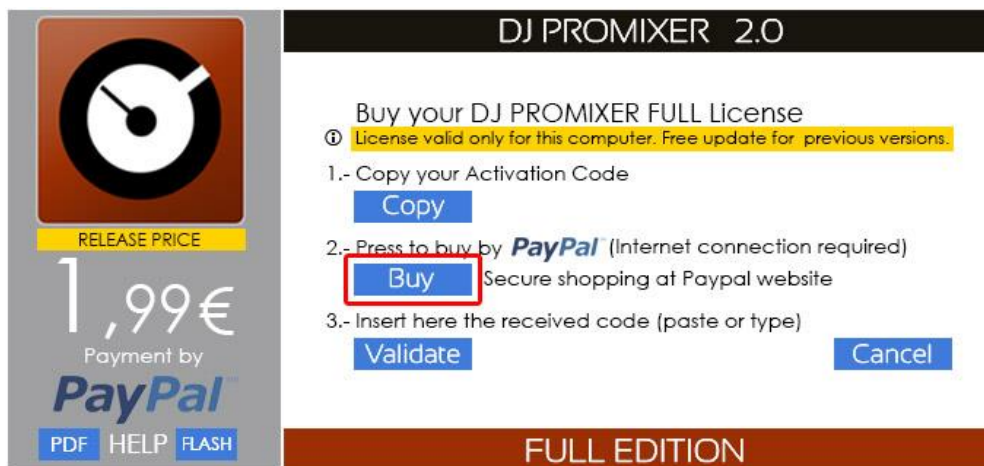 RELEASE PRICE
1,99€
Payment by
PayPal™
PDF HELP FLASH
DJ PROMIXER 2.0
Buy your DJ PROMIXER FULL License
License valid only for this computer. Free update for previous versions.
1.- Copy your Activation Code
Copy
2.- Press to buy by PayPal™ (Internet connection required)
Buy Secure shopping at Paypal website
3.- Insert here the received code (paste or type)
Validate Cancel
FULL EDITION